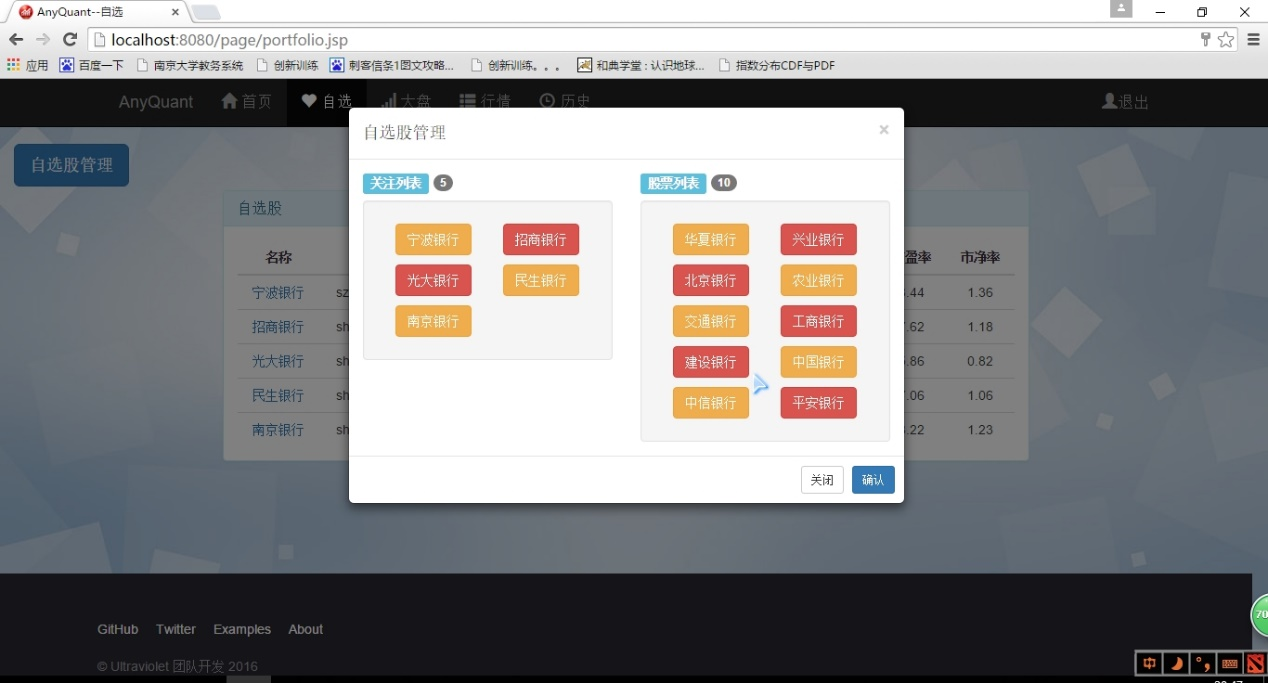 AnyQuant--自选
localhost:8080/page/portfolio.jsp
应用 百度一下 南京大学教务系统 创新训练 刺客信条1图文攻略... 创新训练。。。 和典学堂 : 认识地球... 指数分布CDF与PDF
AnyQuant 首页 自选 大盘 行情 历史 退出
自选股管理
自选股管理 ×
关注列表 5 股票列表 10
自选股
宁波银行 招商银行 华夏银行 兴业银行
名称 盈率 市净率
光大银行 民生银行 北京银行 农业银行
宁波银行 sz .44 1.36
南京银行 交通银行 工商银行
招商银行 sh .62 1.18
建设银行 中国银行
光大银行 sh .86 0.82
民生银行 sh .06 1.06
中信银行 平安银行
南京银行 sh .22 1.23
关闭 确认
GitHub Twitter Examples About
© Ultraviolet 团队开发 2016
70
中